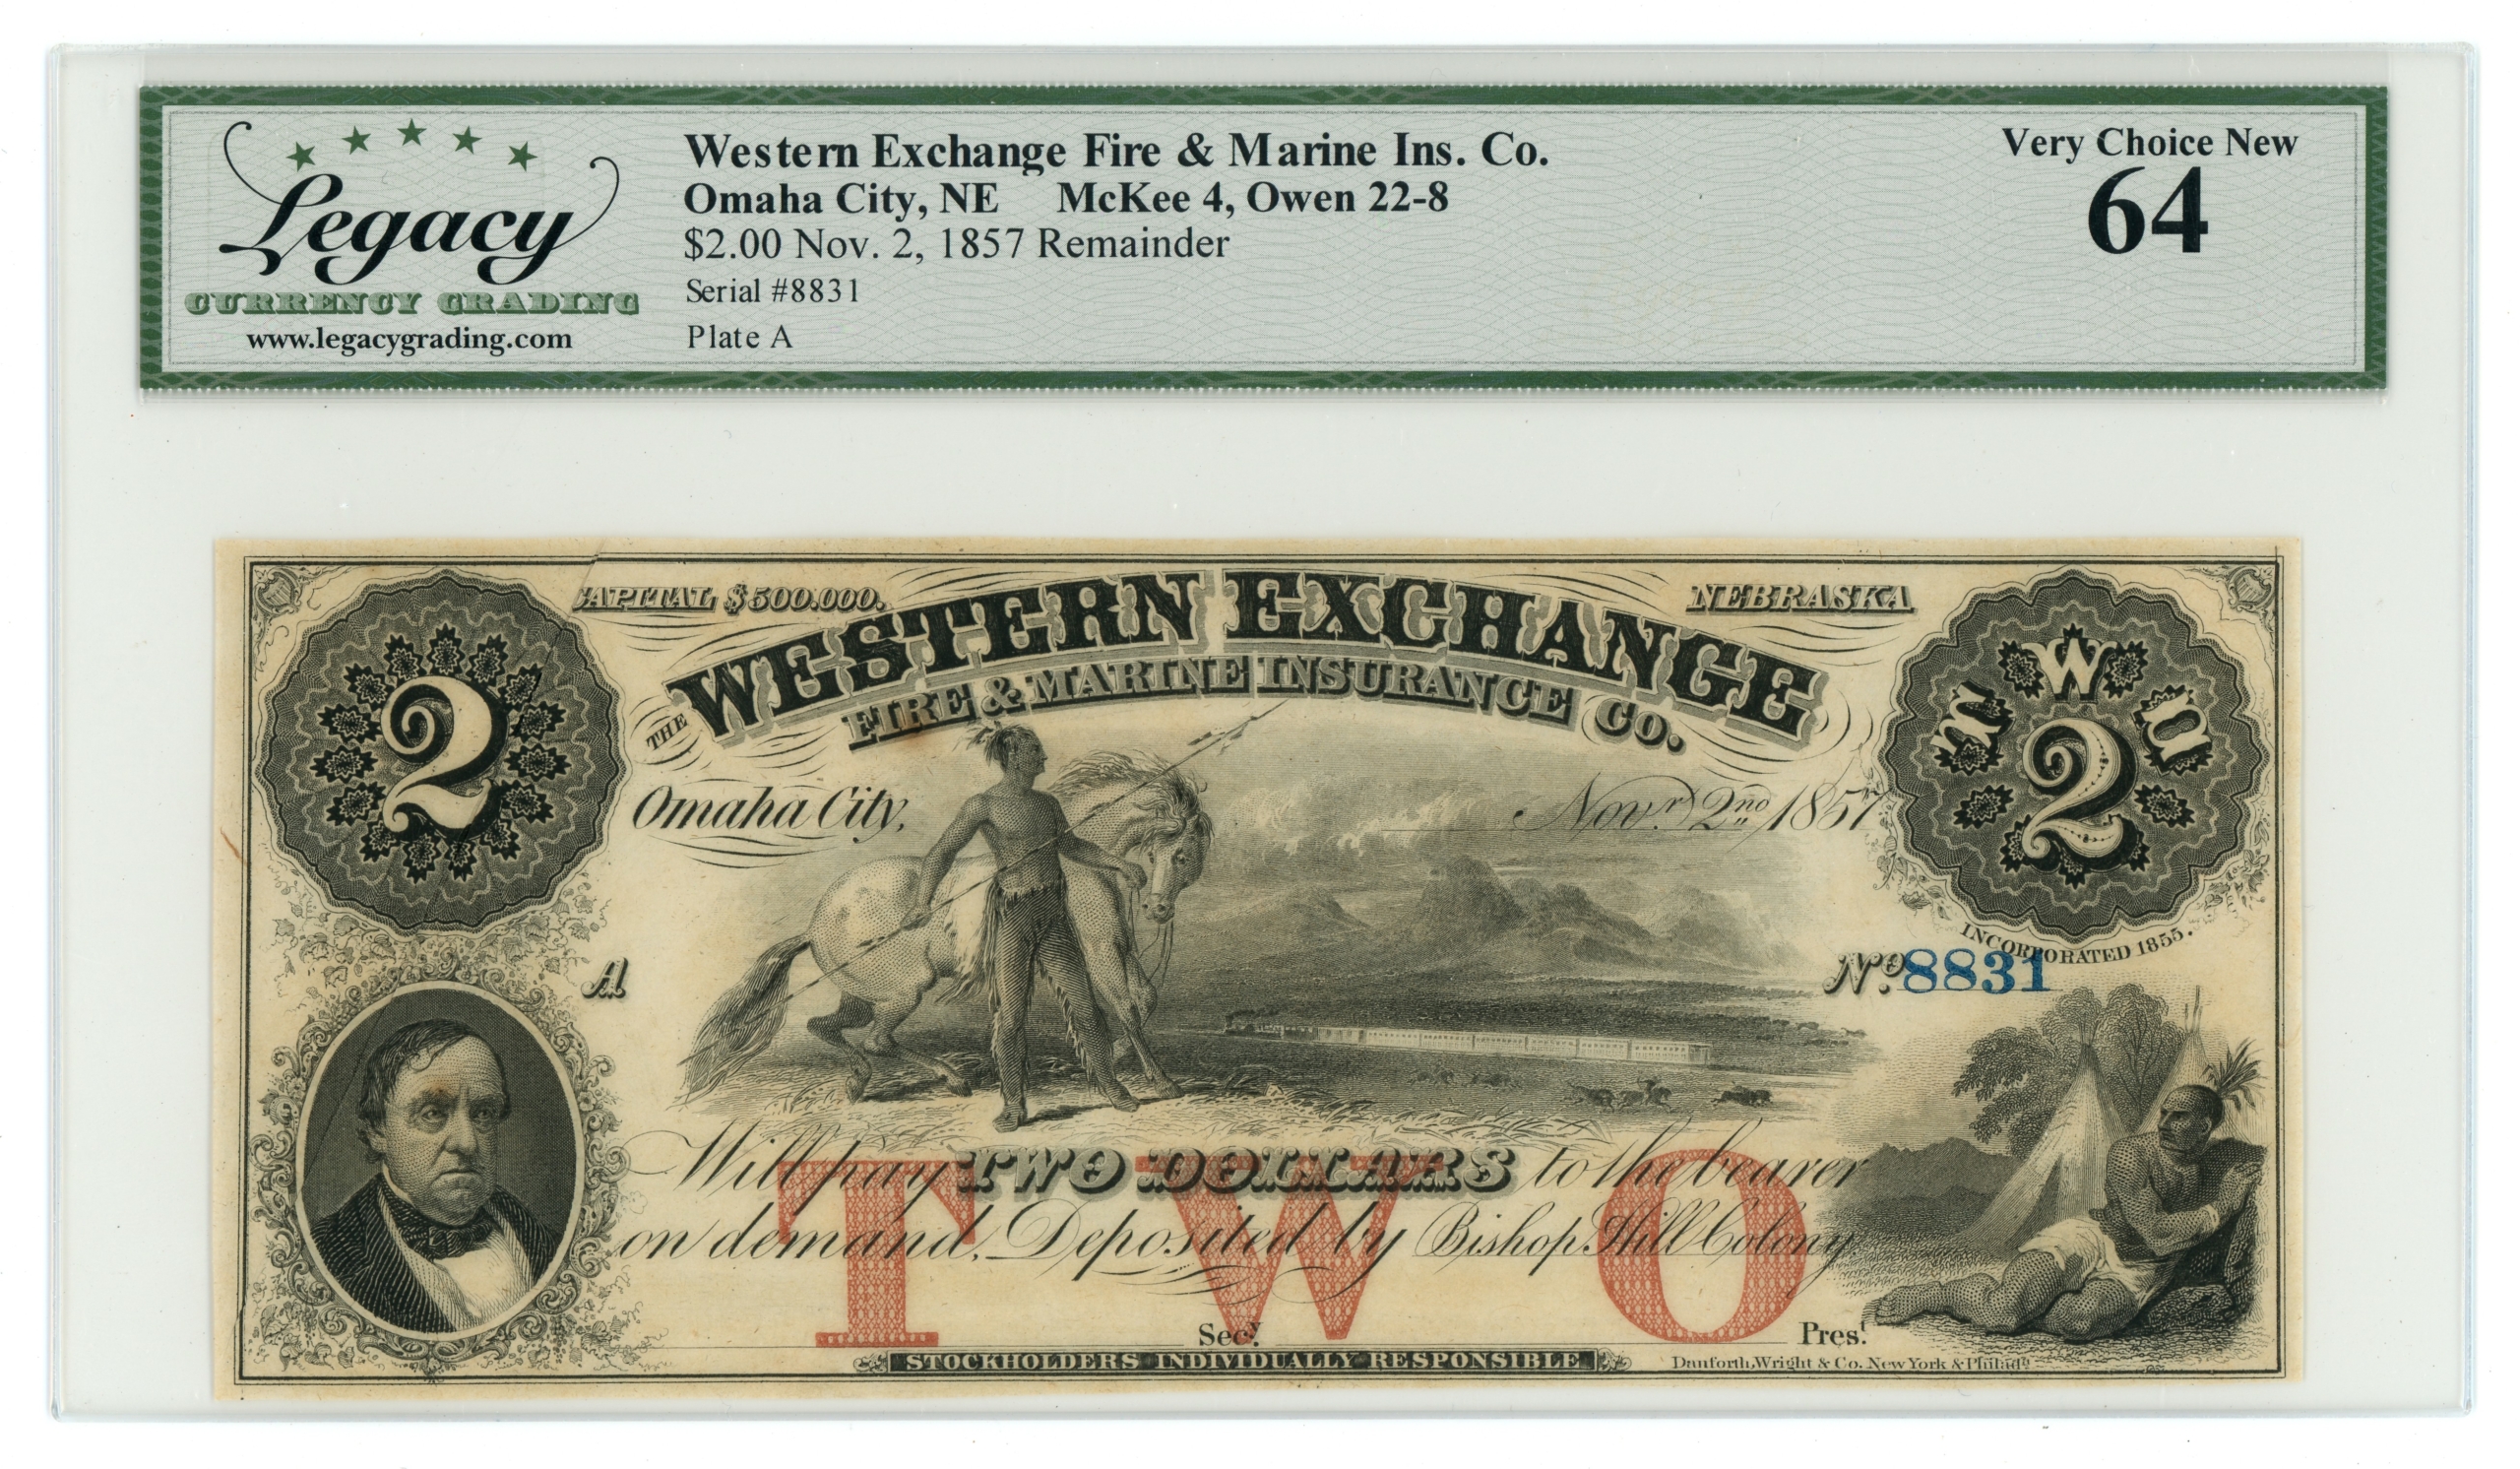 Legacy
CURRENCY GRADING
www.legacygrading.com
Western Exchange Fire & Marine Ins. Co.
Omaha City, NE McKee 4, Owen 22-8
$2.00 Nov. 2, 1857 Remainder
Serial #8831
Plate A
Very Choice New
64
2
CAPITAL $500.000.
NEBRASKA
THE WESTERN EXCHANGE
FIRE & MARINE INSURANCE CO.
TWO
2
Omaha City,
Novr. 2nd 1857
INCORPORATED 1855.
A
No. 8831
Will pay TWO DOLLARS to the bearer
on demand, Deposited by Bishop Hill Colony
TWO
Secy.
Prest.
STOCKHOLDERS INDIVIDUALLY RESPONSIBLE
Danforth, Wright & Co. New York & Philada.